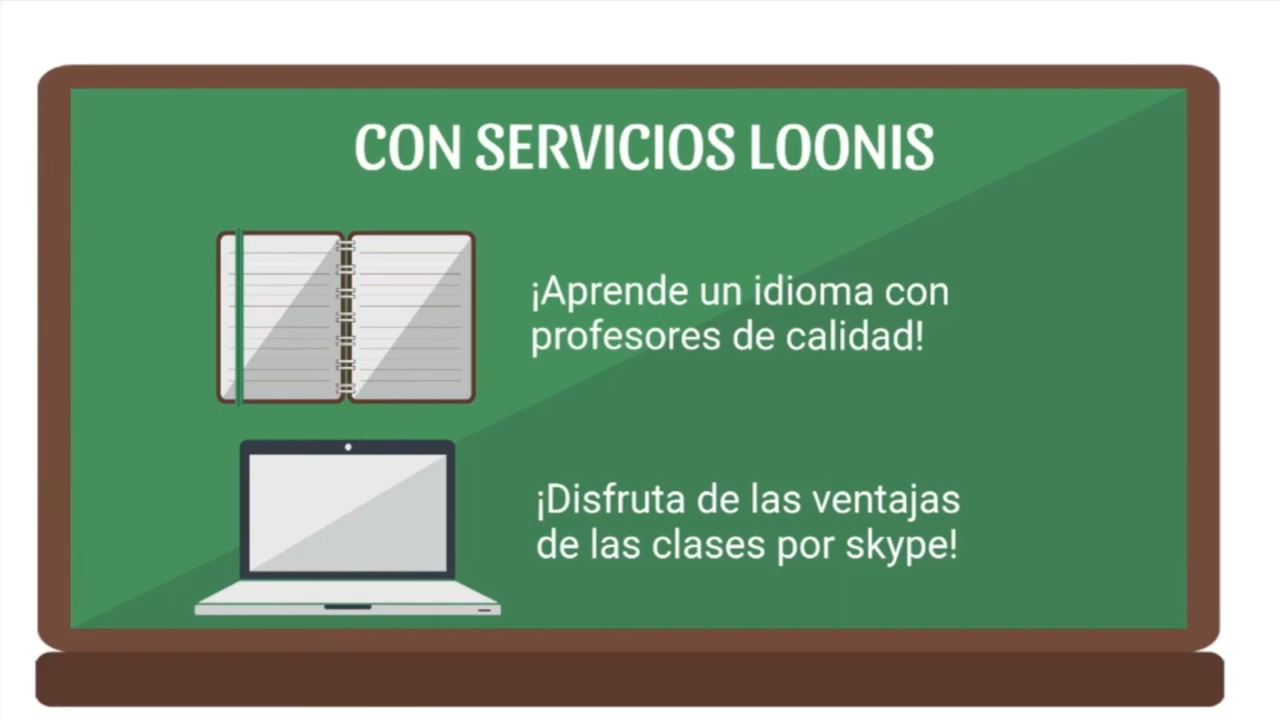 CON SERVICIOS LOONIS
¡Aprende un idioma con
profesores de calidad!
¡Disfruta de las ventajas
de las clases por skype!